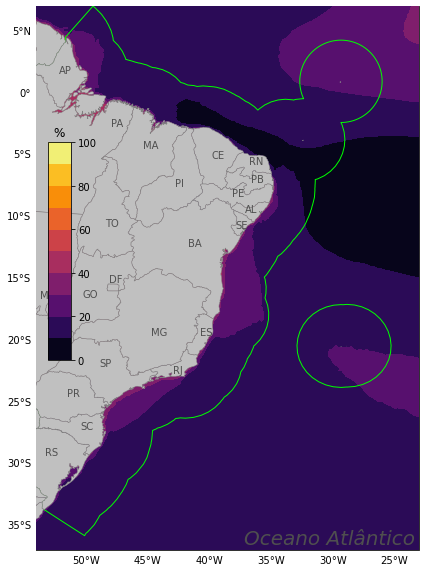 5°N
0°
5°S
10°S
15°S
20°S
25°S
30°S
35°S
AP
PA
MA
CE
RN
PB
PI
PE
AL
SE
TO
BA
DF
GO
M
MG
ES
SP
RJ
PR
SC
RS
%
100
80
60
40
20
0
Oceano Atlântico
50°W 45°W 40°W 35°W 30°W 25°W